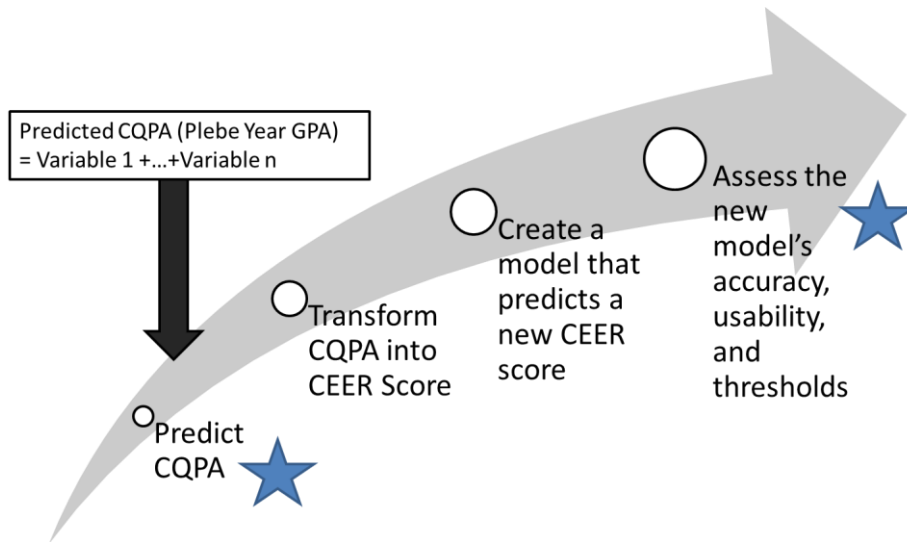 Predicted CQPA (Plebe Year GPA)
= Variable 1 +...+Variable n
Predict
CQPA
Transform
CQPA into
CEER Score
Create a
model that
predicts a
new CEER
score
Assess the
new
model’s
accuracy,
usability,
and
thresholds